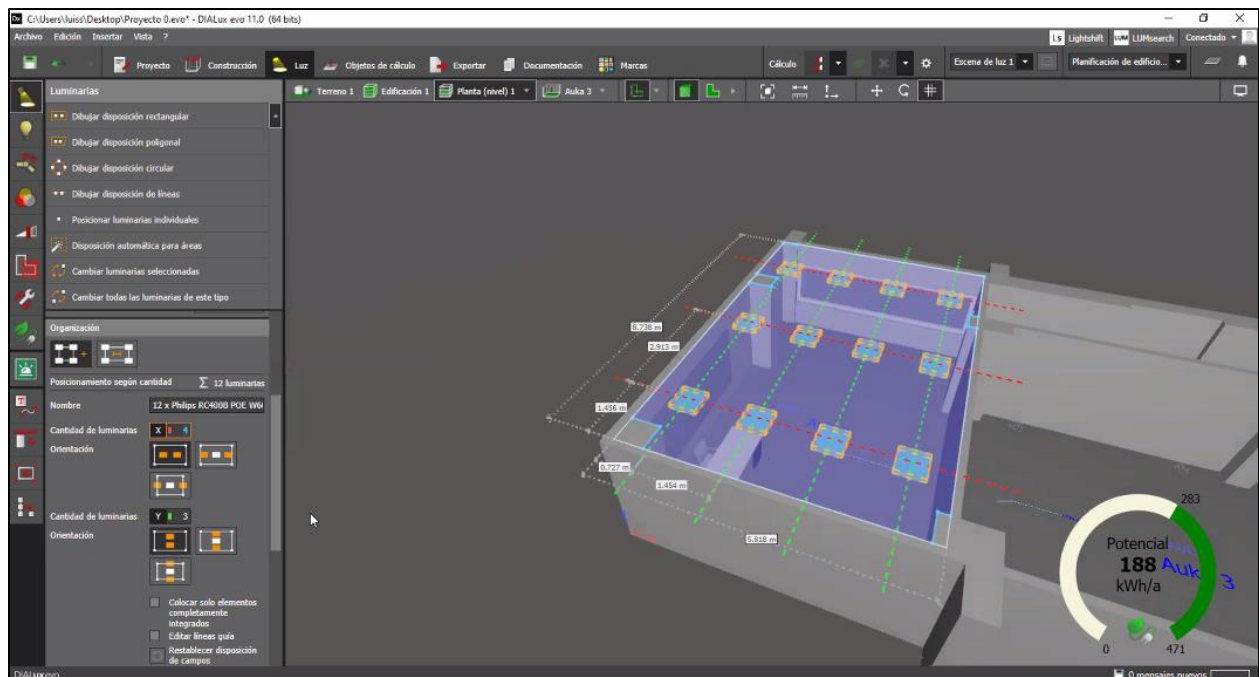 C:\Users\luiss\Desktop\Proyecto 0.evo* - DIALux evo 11.0 (64 bits)
Archivo Edición Insertar Vista ?
Ls Lightshift LUM LUMsearch Conectado
Proyecto Construcción Luz Objetos de cálculo Exportar Documentación Marcas Cálculo Escena de luz 1 Planificación de edificio...
Luminarias
Terreno 1 Edificación 1 Planta (nivel) 1 Auka 3
Dibujar disposición rectangular
Dibujar disposición poligonal
Dibujar disposición circular
Dibujar disposición de líneas
Posicionar luminarias individuales
Disposición automática para áreas
Cambiar luminarias seleccionadas
Cambiar todas las luminarias de este tipo
Organización
Posicionamiento según cantidad Σ 12 luminarias
Nombre 12 x Philips RC400B POE W6
Cantidad de luminarias X 4
Orientación
Cantidad de luminarias Y 3
Orientación
Colocar solo elementos
completamente
integrados
Editar líneas guía
Restablecer disposición
de campos
8.738 m
2.913 m
1.456 m
0.727 m
1.454 m
5.818 m
283
Potencial
188
kWh/a
Auk 3
0 471
DIALux evo
0 mensajes nuevos